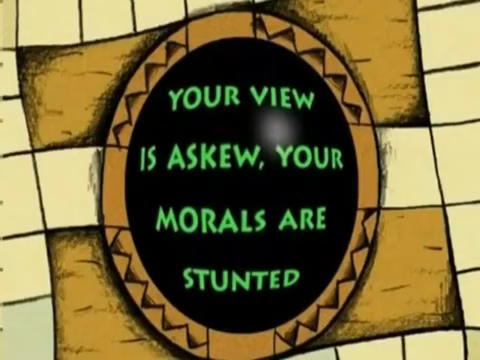 YOUR VIEW
IS ASKEW, YOUR
MORALS ARE
STUNTED